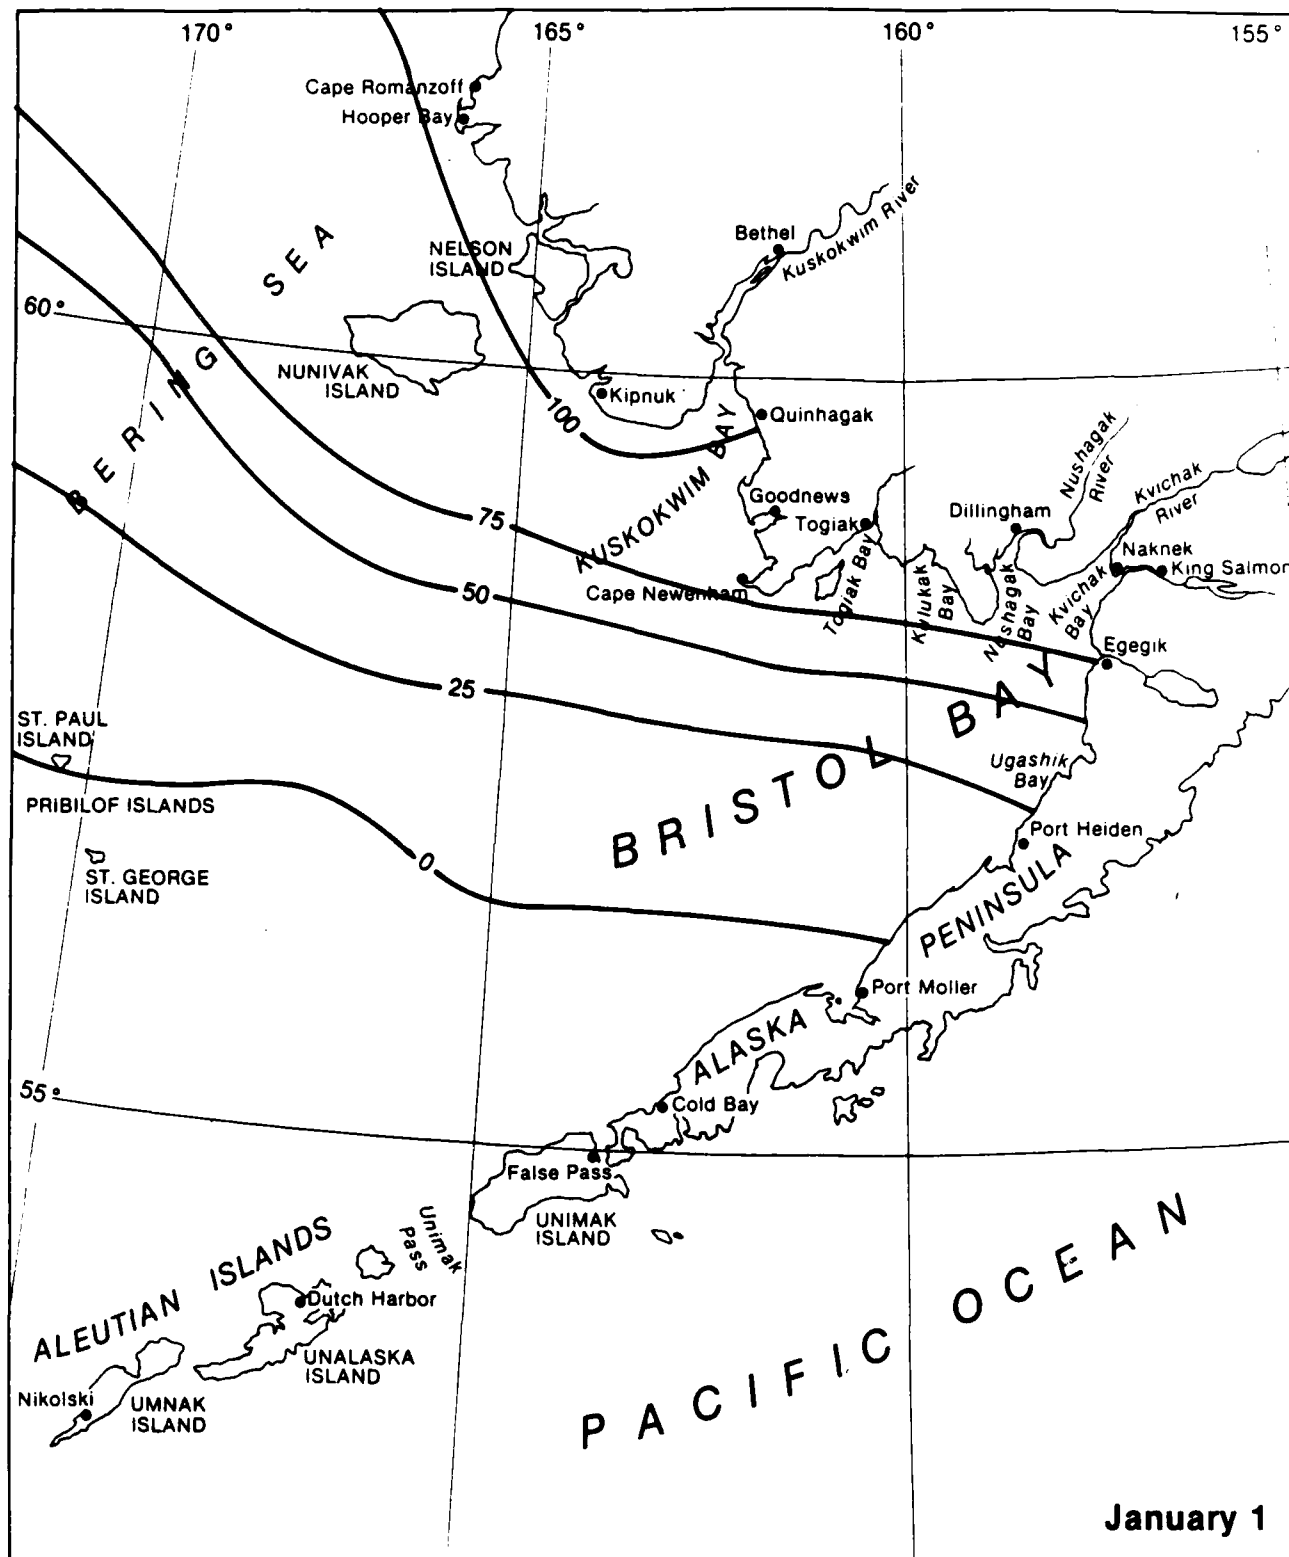 170° 165° 160° 155°
Cape Romanzoff
Hooper Bay
BERING SEA
NELSON
ISLAND
Bethel
Kuskokwim River
60°
NUNIVAK
ISLAND
Kipnuk
100
Quinhagak
KUSKOKWIM BAY
Goodnews
Togiak
Dillingham
Nushagak
River
Kvichak
River
Naknek
King Salmon
75
Cape Newenham
Togiak Bay
Kulukak
Bay
Nushagak
Bay
Kvichak
Bay
Egegik
50
25
ST. PAUL
ISLAND
PRIBILOF ISLANDS
ST. GEORGE
ISLAND
0
BRISTOL BAY
Ugashik
Bay
Port Heiden
ALASKA PENINSULA
Port Moller
55°
Cold Bay
False Pass
UNIMAK
ISLAND
Unimak
Pass
ALEUTIAN ISLANDS
Dutch Harbor
UNALASKA
ISLAND
Nikolski
UMNAK
ISLAND
PACIFIC OCEAN
January 1